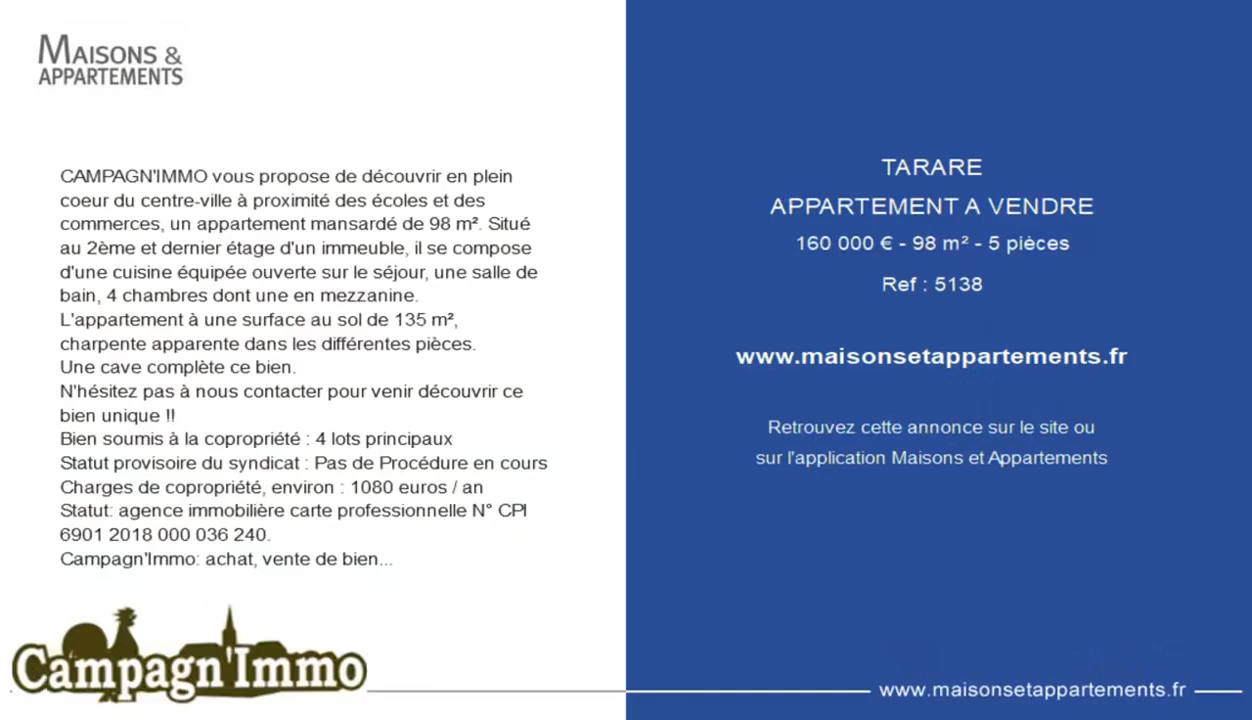 MAISONS &
APPARTEMENTS
CAMPAGN'IMMO vous propose de découvrir en plein
coeur du centre-ville à proximité des écoles et des
commerces, un appartement mansardé de 98 m². Situé
au 2ème et dernier étage d'un immeuble, il se compose
d'une cuisine équipée ouverte sur le séjour, une salle de
bain, 4 chambres dont une en mezzanine.
L'appartement à une surface au sol de 135 m²,
charpente apparente dans les différentes pièces.
Une cave complète ce bien.
N'hésitez pas à nous contacter pour venir découvrir ce
bien unique !!
Bien soumis à la copropriété : 4 lots principaux
Statut provisoire du syndicat : Pas de Procédure en cours
Charges de copropriété, environ : 1080 euros / an
Statut: agence immobilière carte professionnelle N° CPI
6901 2018 000 036 240.
Campagn'Immo: achat, vente de bien...
Campagn'Immo
TARARE
APPARTEMENT A VENDRE
160 000 € - 98 m² - 5 pièces
Ref : 5138
www.maisonsetappartements.fr
Retrouvez cette annonce sur le site ou
sur l'application Maisons et Appartements
www.maisonsetappartements.fr